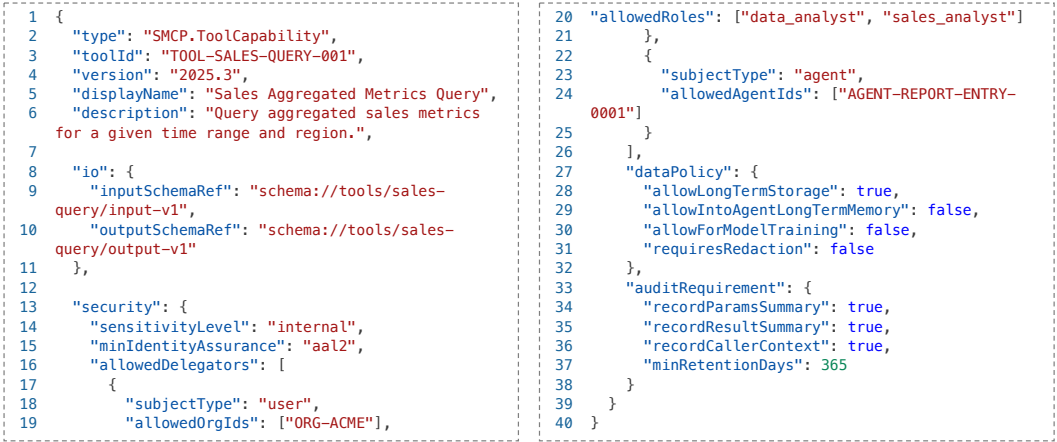 1 {
2   "type": "SMCP.ToolCapability",
3   "toolId": "TOOL-SALES-QUERY-001",
4   "version": "2025.3",
5   "displayName": "Sales Aggregated Metrics Query",
6   "description": "Query aggregated sales metrics
for a given time range and region.",
7
8   "io": {
9     "inputSchemaRef": "schema://tools/sales-
query/input-v1",
10     "outputSchemaRef": "schema://tools/sales-
query/output-v1"
11   },
12
13   "security": {
14     "sensitivityLevel": "internal",
15     "minIdentityAssurance": "aal2",
16     "allowedDelegators": [
17       {
18         "subjectType": "user",
19         "allowedOrgIds": ["ORG-ACME"],
20 "allowedRoles": ["data_analyst", "sales_analyst"]
21       },
22       {
23         "subjectType": "agent",
24         "allowedAgentIds": ["AGENT-REPORT-ENTRY-
0001"]
25       }
26     ],
27     "dataPolicy": {
28       "allowLongTermStorage": true,
29       "allowIntoAgentLongTermMemory": false,
30       "allowForModelTraining": false,
31       "requiresRedaction": false
32     },
33     "auditRequirement": {
34       "recordParamsSummary": true,
35       "recordResultSummary": true,
36       "recordCallerContext": true,
37       "minRetentionDays": 365
38     }
39   }
40 }